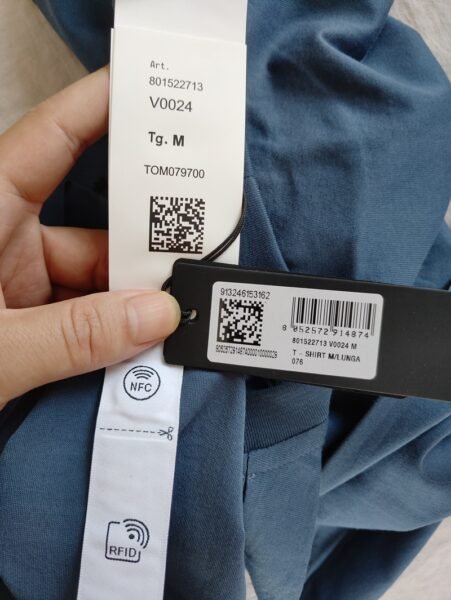 Art.
801522713
V0024
Tg. M
TOM079700
913246153162
8 052572 914874
801522713 V0024 M
T - SHIRT M/LUNGA
076
NFC
RFID